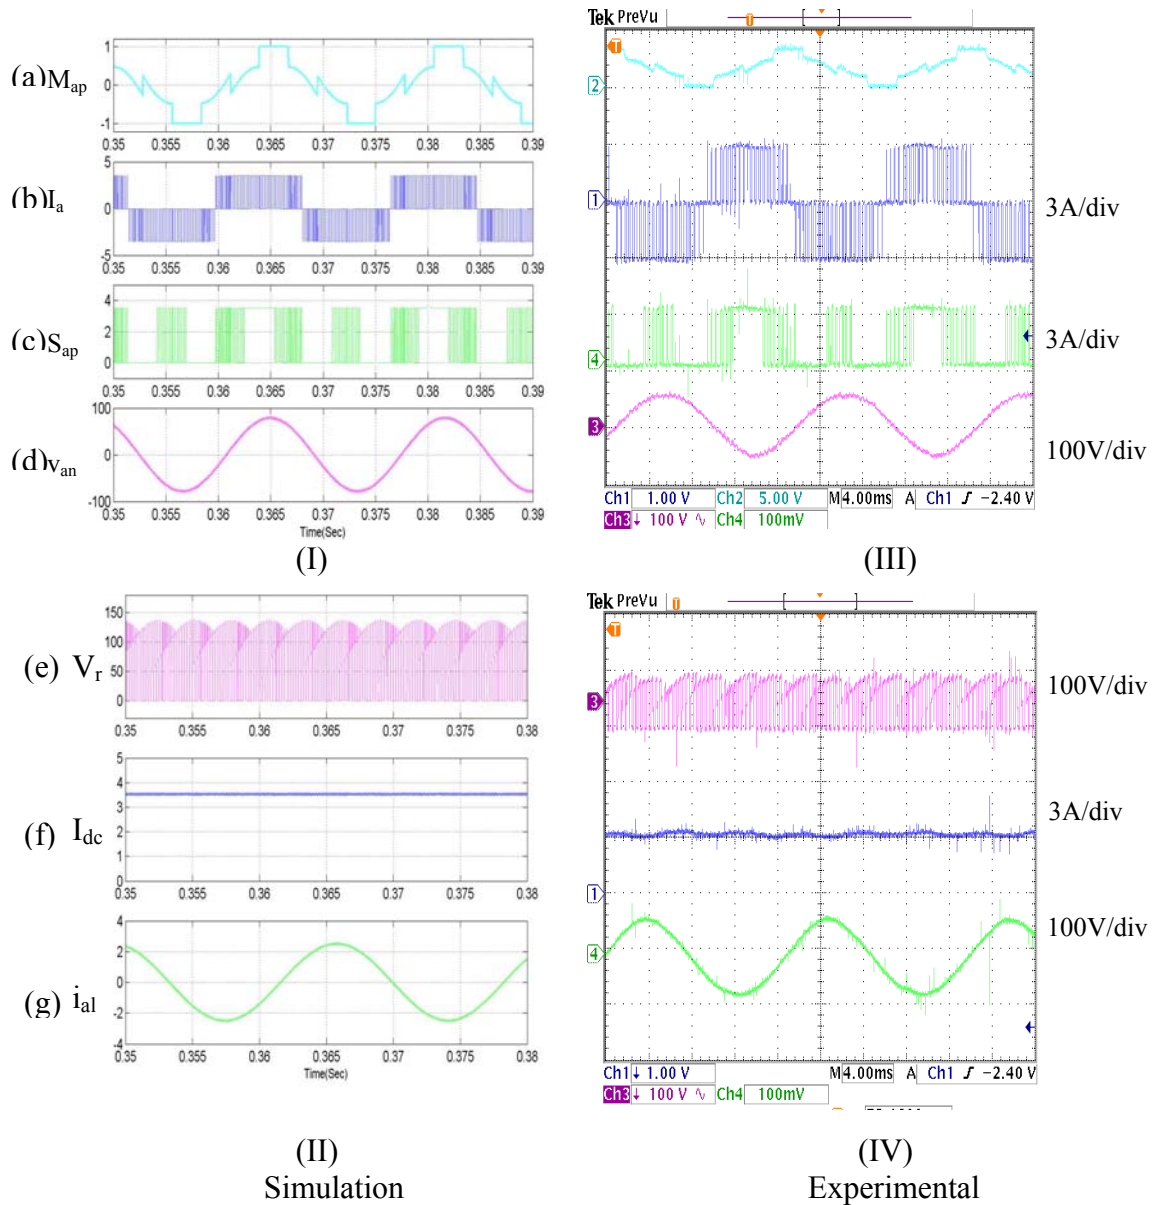 (a)Map
1
0
-1
0.35 0.355 0.36 0.365 0.37 0.375 0.38 0.385 0.39
(b)Ia
5
0
-5
0.35 0.355 0.36 0.365 0.37 0.375 0.38 0.385 0.39
(c)Sap
4
2
0
0.35 0.355 0.36 0.365 0.37 0.375 0.38 0.385 0.39
(d)van
100
0
-100
0.35 0.355 0.36 0.365 0.37 0.375 0.38 0.385 0.39
Time(Sec)
(I)
Tek PreVu
T
T
2
1
3A/div
4
3A/div
3
100V/div
Ch1 1.00 V Ch2 5.00 V M 4.00ms A Ch1 ƒ −2.40 V
Ch3 ↓ 100 V ∿ Ch4 100mV
(III)
(e) Vr
150
100
50
0
0.35 0.355 0.36 0.365 0.37 0.375 0.38
(f) Idc
5
4
3
2
1
0
0.35 0.355 0.36 0.365 0.37 0.375 0.38
(g) ial
4
2
0
-2
-4
0.35 0.355 0.36 0.365 0.37 0.375 0.38
Time(Sec)
(II)
Simulation
Tek PreVu
T
T
3
100V/div
3A/div
1
100V/div
4
Ch1 ↓ 1.00 V M 4.00ms A Ch1 ƒ −2.40 V
Ch3 ↓ 100 V ∿ Ch4 100mV
(IV)
Experimental